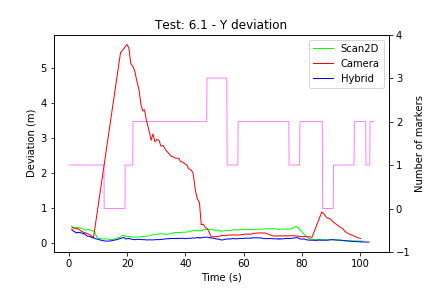 Test: 6.1 - Y deviation
Scan2D
Camera
Hybrid
Deviation (m)
5
4
3
2
1
0
4
3
2
1
0
−1
Number of markers
0
20
40
60
80
100
Time (s)